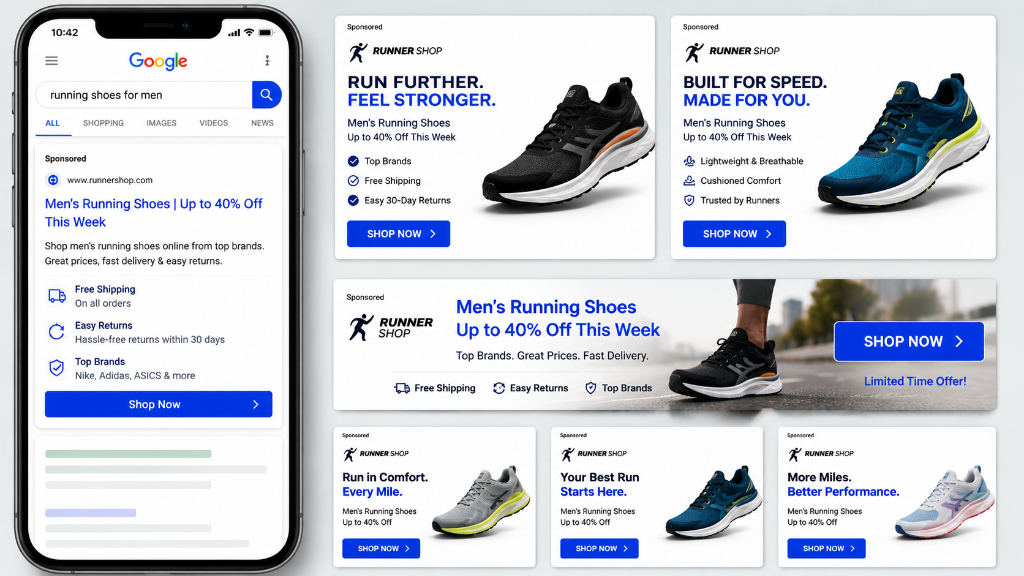 10:42
Google
running shoes for men
ALL SHOPPING IMAGES VIDEOS NEWS
Sponsored
www.runnershop.com
Men's Running Shoes | Up to 40% Off
This Week
Shop men's running shoes online from top brands.
Great prices, fast delivery & easy returns.
Free Shipping
On all orders
Easy Returns
Hassle-free returns within 30 days
Top Brands
Nike, Adidas, ASICS & more
Shop Now
Sponsored
RUNNER SHOP
RUN FURTHER.
FEEL STRONGER.
Men's Running Shoes
Up to 40% Off This Week
Top Brands
Free Shipping
Easy 30-Day Returns
SHOP NOW
Sponsored
RUNNER SHOP
BUILT FOR SPEED.
MADE FOR YOU.
Men's Running Shoes
Up to 40% Off This Week
Lightweight & Breathable
Cushioned Comfort
Trusted by Runners
SHOP NOW
Sponsored
RUNNER
SHOP
Men's Running Shoes
Up to 40% Off This Week
Top Brands. Great Prices. Fast Delivery.
Free Shipping Easy Returns Top Brands
SHOP NOW
Limited Time Offer!
Sponsored
RUNNER SHOP
Run in Comfort.
Every Mile.
Men's Running Shoes
Up to 40% Off
SHOP NOW
Sponsored
RUNNER SHOP
Your Best Run
Starts Here.
Men's Running Shoes
Up to 40% Off
SHOP NOW
Sponsored
RUNNER SHOP
More Miles.
Better Performance.
Men's Running Shoes
Up to 40% Off
SHOP NOW